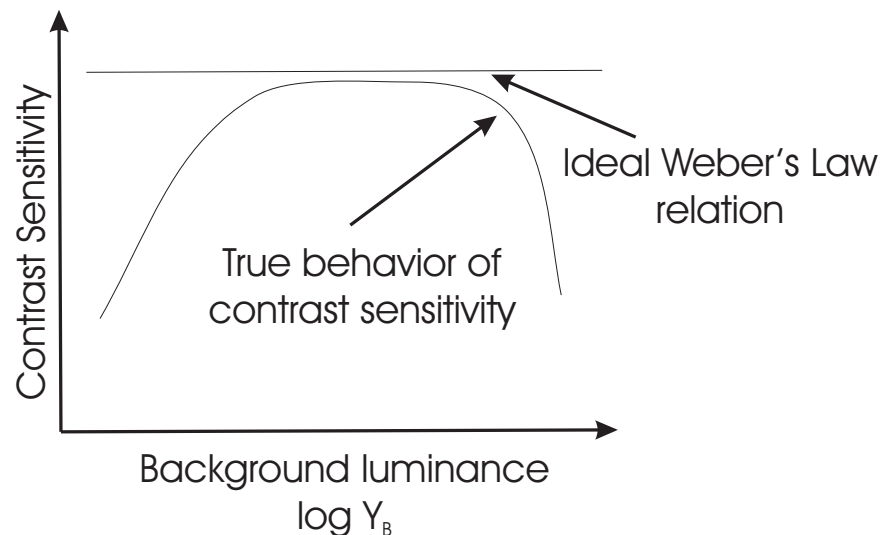 Contrast Sensitivity
Ideal Weber's Law
relation
True behavior of
contrast sensitivity
Background luminance
log Y_B